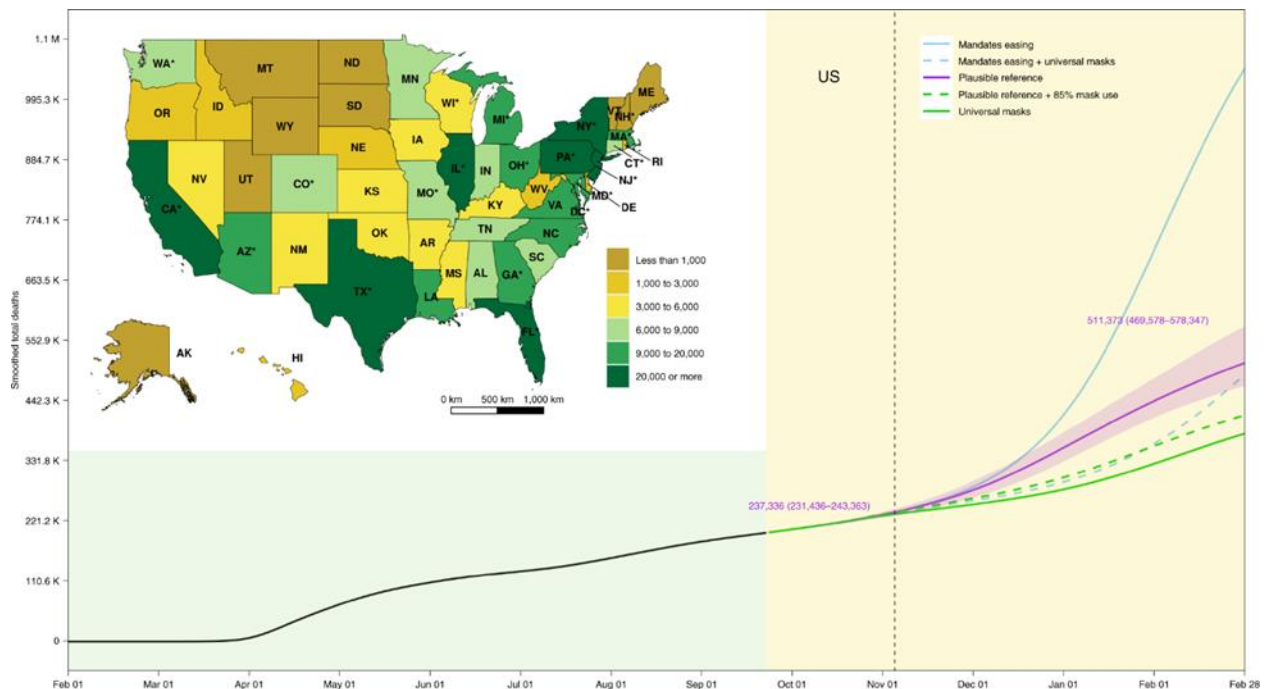 Smoothed total deaths
1.1 M
995.3 K
884.7 K
774.1 K
663.5 K
552.9 K
442.3 K
331.8 K
221.2 K
110.6 K
0
Feb 01
Mar 01
Apr 01
May 01
Jun 01
Jul 01
Aug 01
Sep 01
Oct 01
Nov 01
Dec 01
Jan 01
Feb 01
Feb 28
US
Mandates easing
Mandates easing + universal masks
Plausible reference
Plausible reference + 85% mask use
Universal masks
511,373 (469,578–578,347)
237,336 (231,436–243,363)
WA*
OR
CA*
ID
NV
MT
WY
UT
AZ*
CO*
NM
ND
SD
NE
KS
OK
TX*
MN
IA
MO*
AR
LA
WI*
IL*
MI*
IN
OH*
KY
TN
MS
AL
GA*
FL*
SC
NC
VA
WV
PA*
NY*
VT
NH*
ME
MA*
RI
CT*
NJ*
MD*
DE
DC*
AK
HI
Less than 1,000
1,000 to 3,000
3,000 to 6,000
6,000 to 9,000
9,000 to 20,000
20,000 or more
0 km 500 km 1,000 km